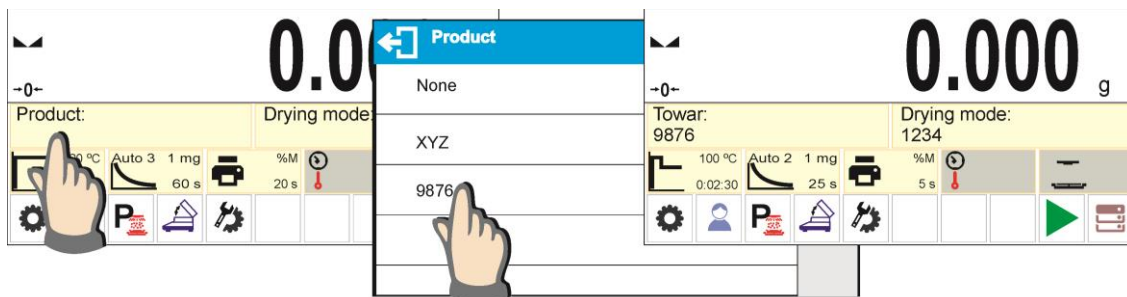 0.0
→0←
Product:
Drying mode:
°C
Auto 3 1 mg
60 s
%M
20 s
P
Product
None
XYZ
9876
0.000 g
→0←
Towar:
9876
Drying mode:
1234
100 °C
0:02:30
Auto 2 1 mg
25 s
%M
5 s
P